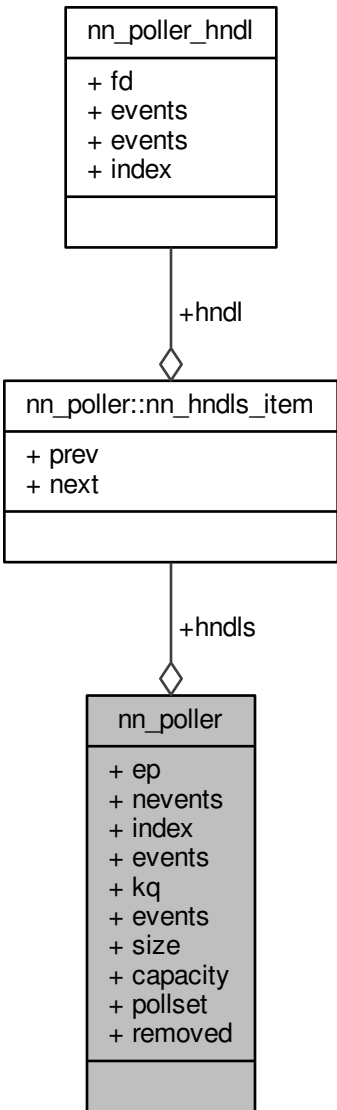 nn_poller_hndl
+ fd
+ events
+ events
+ index
+hndl
nn_poller::nn_hndls_item
+ prev
+ next
+hndls
nn_poller
+ ep
+ nevents
+ index
+ events
+ kq
+ events
+ size
+ capacity
+ pollset
+ removed